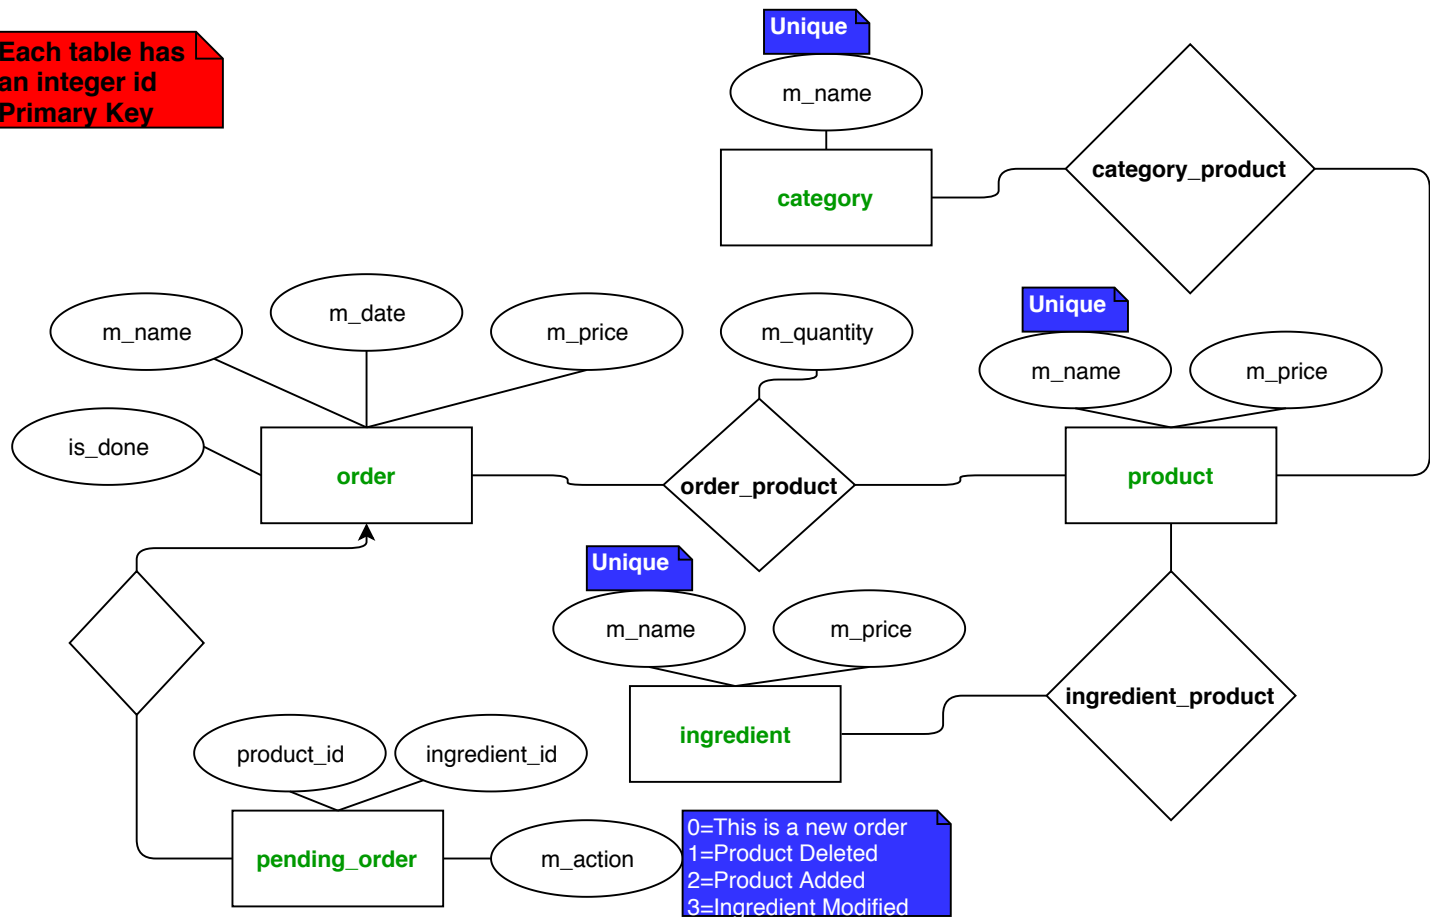 Unique
Each table has
an integer id
Primary Key
m_name
category_product
category
Unique
m_name
m_date
m_price
m_quantity
m_name
m_price
is_done
order
order_product
product
Unique
m_name
m_price
ingredient_product
ingredient
product_id
ingredient_id
pending_order
m_action
0=This is a new order
1=Product Deleted
2=Product Added
3=Ingredient Modified